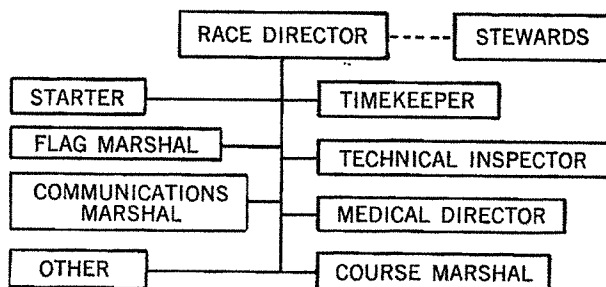 RACE DIRECTOR
STEWARDS
STARTER
TIMEKEEPER
FLAG MARSHAL
TECHNICAL INSPECTOR
COMMUNICATIONS
MARSHAL
MEDICAL DIRECTOR
OTHER
COURSE MARSHAL